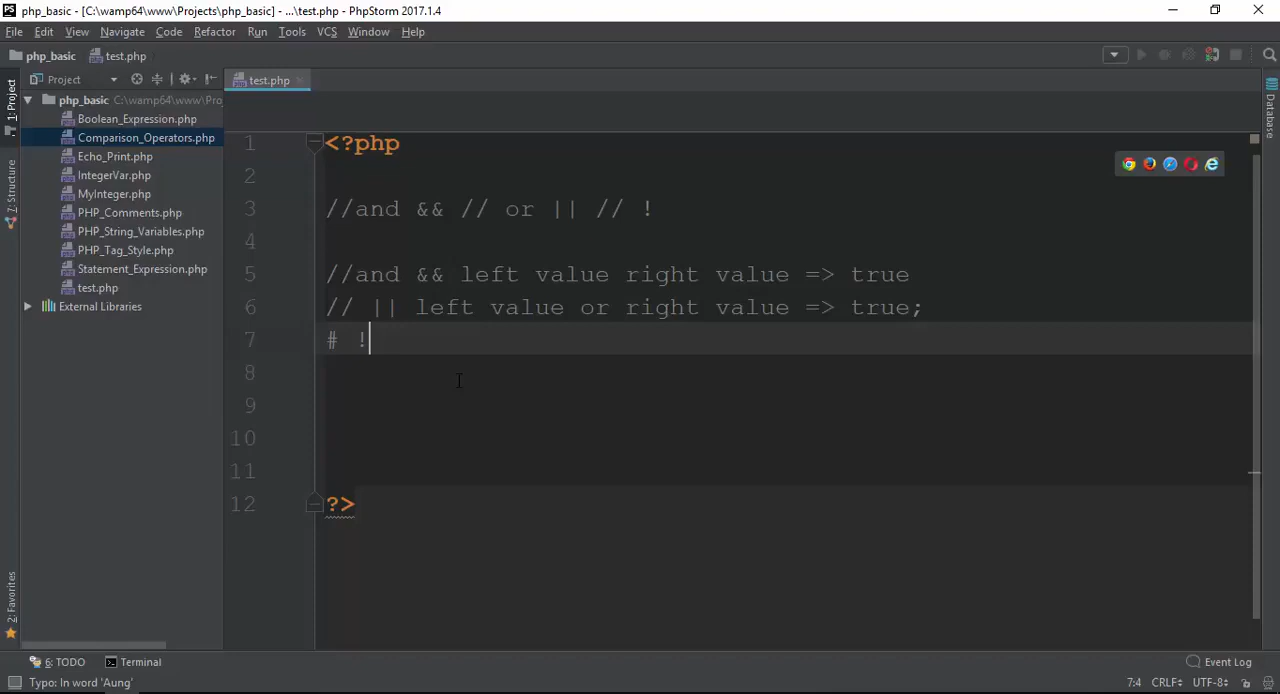 php_basic - [C:\wamp64\www\Projects\php_basic] - ...\test.php - PhpStorm 2017.1.4
File Edit View Navigate Code Refactor Run Tools VCS Window Help
php_basic test.php
Project
test.php
1: Project
7: Structure
2: Favorites
Database
php_basic C:\wamp64\www\Pro
Boolean_Expression.php
Comparison_Operators.php
Echo_Print.php
IntegerVar.php
MyInteger.php
PHP_Comments.php
PHP_String_Variables.php
PHP_Tag_Style.php
Statement_Expression.php
test.php
External Libraries
1 <?php
2
3 //and && // or || // !
4
5 //and && left value right value => true
6 // || left value or right value => true;
7 # !
8
9
10
11
12 ?>
6: TODO Terminal Event Log
Typo: In word 'Aung' 7:4 CRLF UTF-8